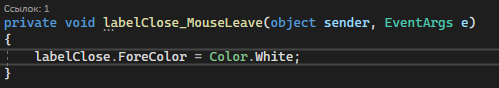 Ссылок: 1
private void labelClose_MouseLeave(object sender, EventArgs e)
{
labelClose.ForeColor = Color.White;
}